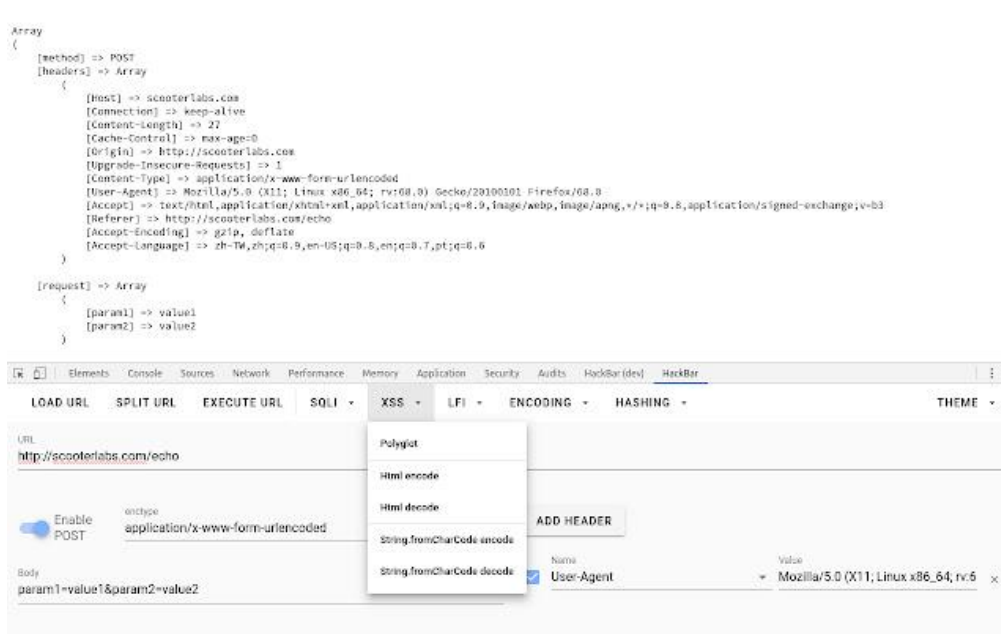 Array
(
[method] => POST
[headers] => Array
(
[Host] => scooterlabs.com
[Connection] => keep-alive
[Content-Length] => 27
[Cache-Control] => max-age=0
[Origin] => http://scooterlabs.com
[Upgrade-Insecure-Requests] => 1
[Content-Type] => application/x-www-form-urlencoded
[User-Agent] => Mozilla/5.0 (X11; Linux x86_64; rv:68.0) Gecko/20100101 Firefox/68.0
[Accept] => text/html,application/xhtml+xml,application/xml;q=0.9,image/webp,image/apng,*/*;q=0.8,application/signed-exchange;v=b3
[Referer] => http://scooterlabs.com/echo
[Accept-Encoding] => gzip, deflate
[Accept-Language] => zh-TW,zh;q=0.9,en-US;q=0.8,en;q=0.7,pt;q=0.6
)
[request] => Array
(
[param1] => value1
[param2] => value2
)
Elements Console Sources Network Performance Memory Application Security Audits HackBar (dev) HackBar
LOAD URL SPLIT URL EXECUTE URL SQLI XSS LFI ENCODING HASHING THEME
URL
http://scooterlabs.com/echo
Polyglot
Html encode
Html decode
String.fromCharCode encode
String.fromCharCode decode
Enable POST
enctype
application/x-www-form-urlencoded
ADD HEADER
Body
param1=value1&param2=value2
Name
User-Agent
Value
Mozilla/5.0 (X11; Linux x86_64; rv:6